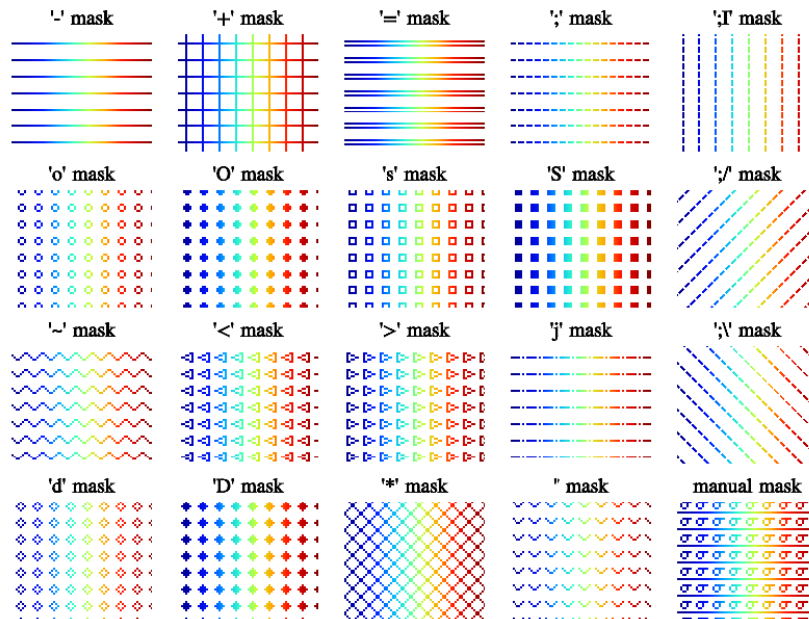 '-' mask '+' mask '=' mask ';' mask ';I' mask
'o' mask 'O' mask 's' mask 'S' mask ';/' mask
'~' mask '<' mask '>' mask 'j' mask ';\' mask
'd' mask 'D' mask '*' mask '' mask manual mask
σ σ σ σ σ σ σ σ
σ σ σ σ σ σ σ σ
σ σ σ σ σ σ σ σ
σ σ σ σ σ σ σ σ
σ σ σ σ σ σ σ σ
σ σ σ σ σ σ σ σ
σ σ σ σ σ σ σ σ